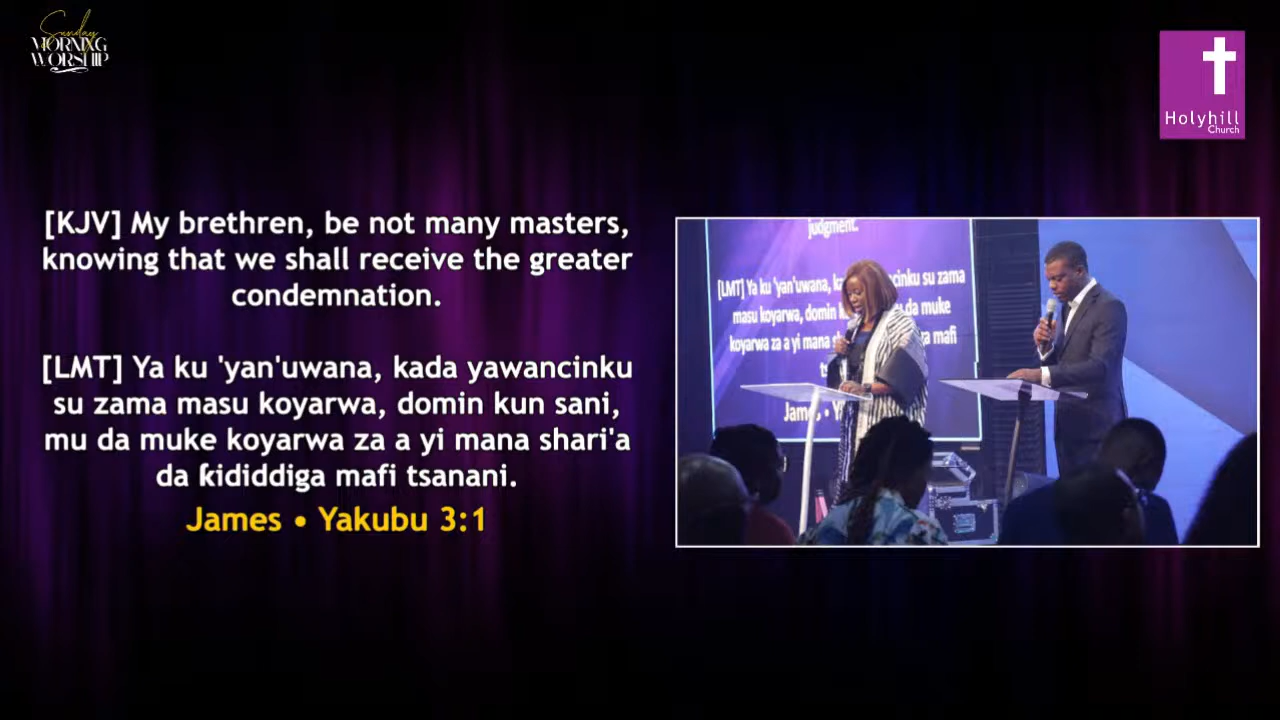 Sunday
MORNING
WORSHIP
Holyhill
Church
[KJV] My brethren, be not many masters,
knowing that we shall receive the greater
condemnation.
[LMT] Ya ku 'yan'uwana, kada yawancinku
su zama masu koyarwa, domin kun sani,
mu da muke koyarwa za a yi mana shari'a
da ƙididdiga mafi tsanani.
James • Yakubu 3:1
judgment.
[LMT] Ya ku 'yan'uwana, cinku su zama
masu koyarwa, domin da muke
koyarwa za a yi mana mafi